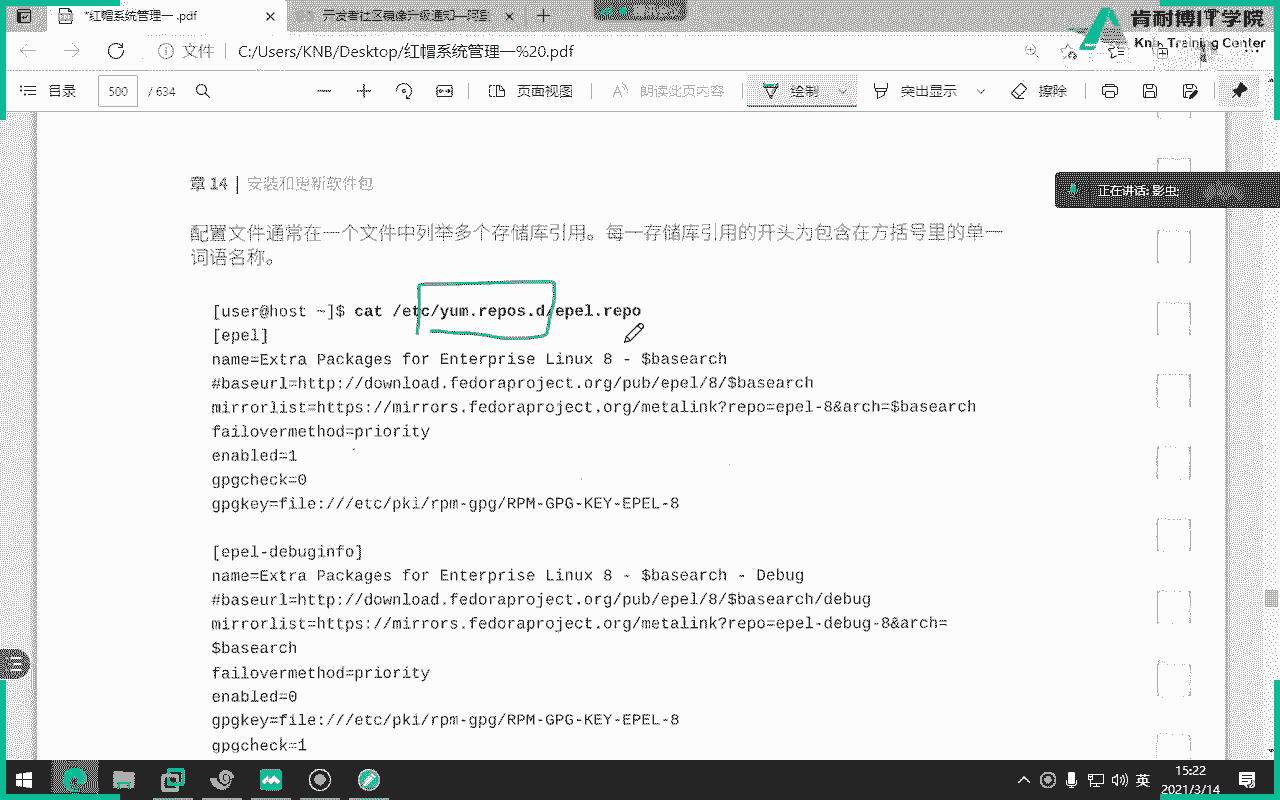 *红帽系统管理一 .pdf
开发者社区镜像升级通知—阿里
肯耐博IT学院
Knb Training Center
文件
C:/Users/KNB/Desktop/红帽系统管理一%20.pdf
目录
500
/ 634
页面视图
朗读此页内容
绘制
突出显示
擦除
正在讲话: 影虫;
章 14 | 安装和更新软件包
配置文件通常在一个文件中列举多个存储库引用。每一存储库引用的开头为包含在方括号里的单一
词语名称。
[user@host ~]$ cat /etc/yum.repos.d/epel.repo
[epel]
name=Extra Packages for Enterprise Linux 8 - $basearch
#baseurl=http://download.fedoraproject.org/pub/epel/8/$basearch
mirrorlist=https://mirrors.fedoraproject.org/metalink?repo=epel-8&arch=$basearch
failovermethod=priority
enabled=1
gpgcheck=0
gpgkey=file:///etc/pki/rpm-gpg/RPM-GPG-KEY-EPEL-8
[epel-debuginfo]
name=Extra Packages for Enterprise Linux 8 - $basearch - Debug
#baseurl=http://download.fedoraproject.org/pub/epel/8/$basearch/debug
mirrorlist=https://mirrors.fedoraproject.org/metalink?repo=epel-debug-8&arch=
$basearch
failovermethod=priority
enabled=0
gpgkey=file:///etc/pki/rpm-gpg/RPM-GPG-KEY-EPEL-8
gpgcheck=1
英
15:22
2021/3/14